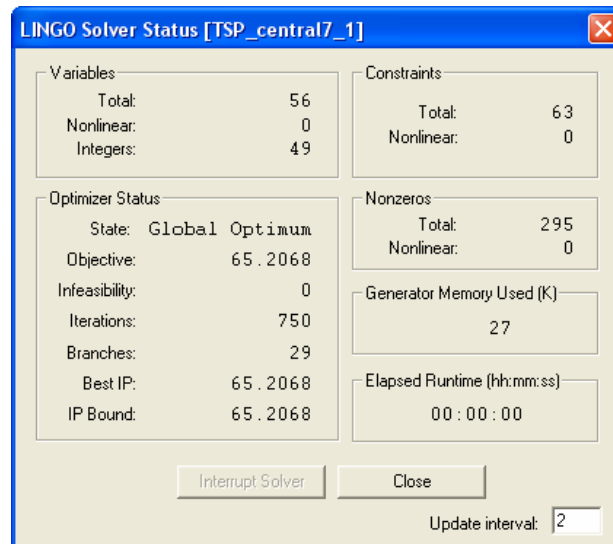 LINGO Solver Status [TSP_central7_1]
Variables
Total: 56
Nonlinear: 0
Integers: 49
Constraints
Total: 63
Nonlinear: 0
Optimizer Status
State: Global Optimum
Objective: 65.2068
Infeasibility: 0
Iterations: 750
Branches: 29
Best IP: 65.2068
IP Bound: 65.2068
Nonzeros
Total: 295
Nonlinear: 0
Generator Memory Used (K)
27
Elapsed Runtime (hh:mm:ss)
00:00:00
Interrupt Solver
Close
Update interval: 2